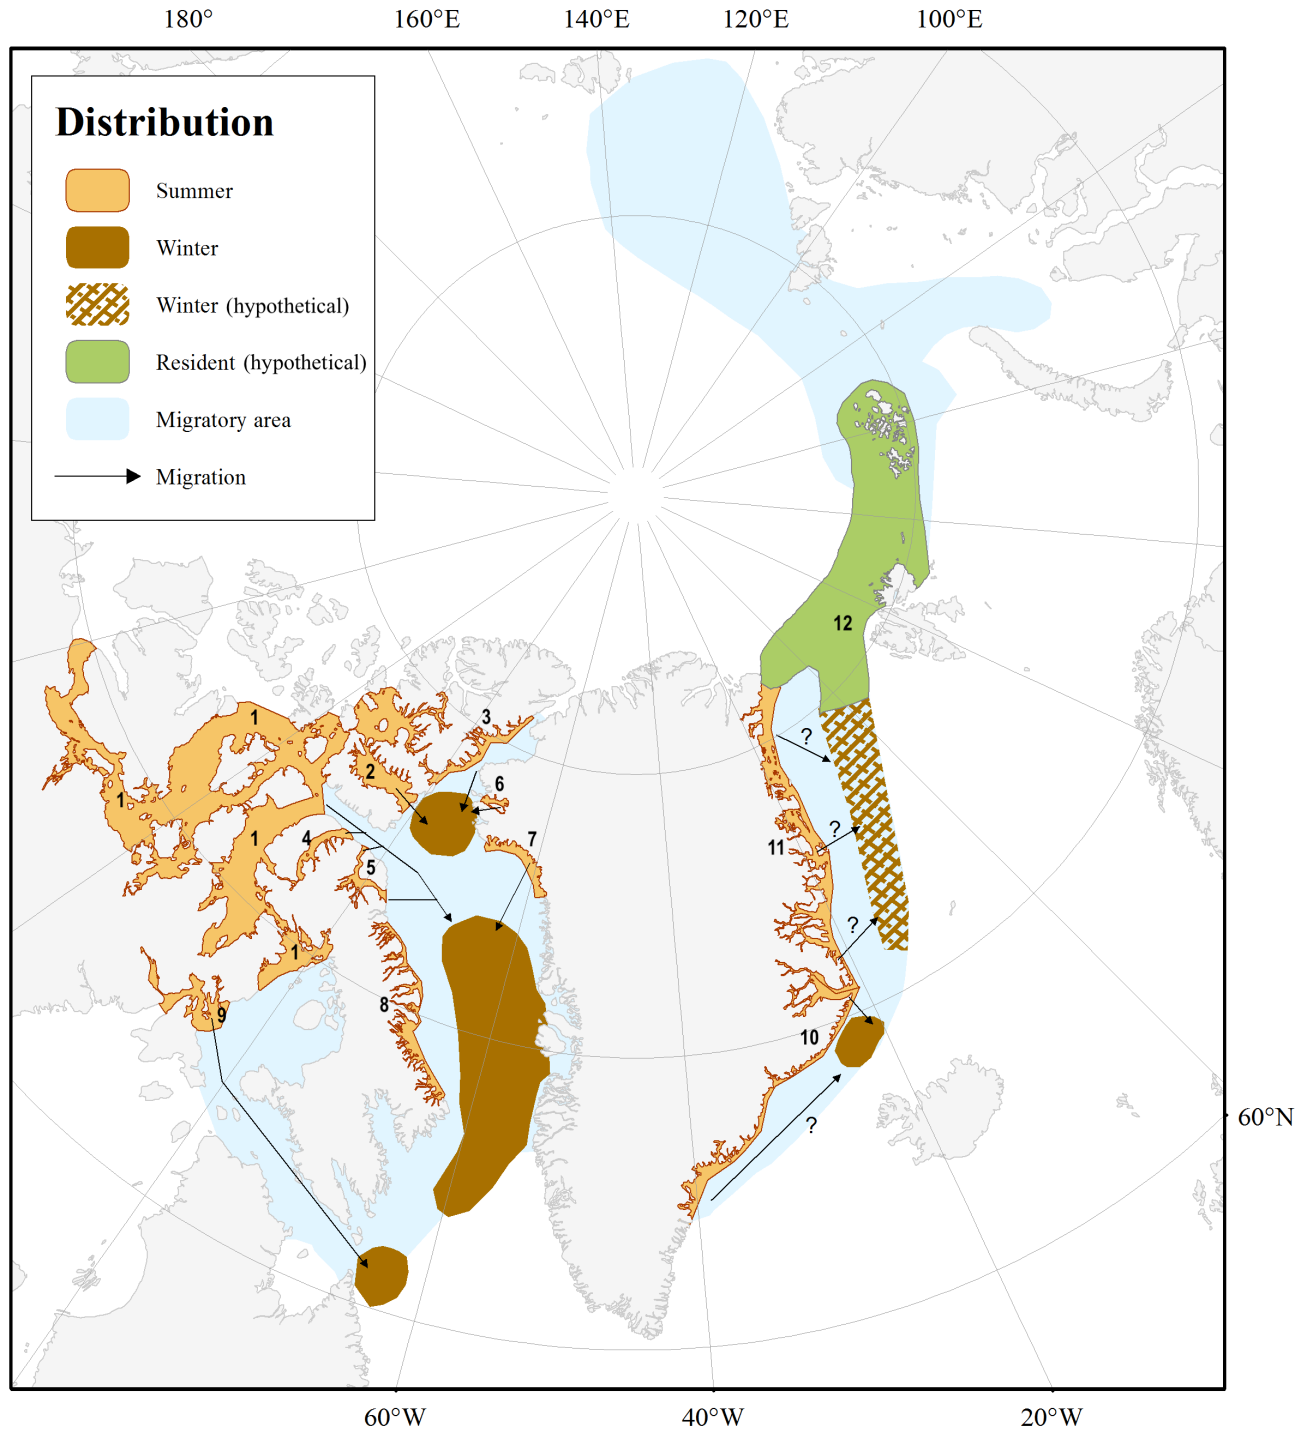 180° 160°E 140°E 120°E 100°E
Distribution
Summer
Winter
Winter (hypothetical)
Resident (hypothetical)
Migratory area
Migration
12
1
3
?
2
6
1
?
4
1
7
11
5
?
1
8
9
10
60°N
?
60°W 40°W 20°W